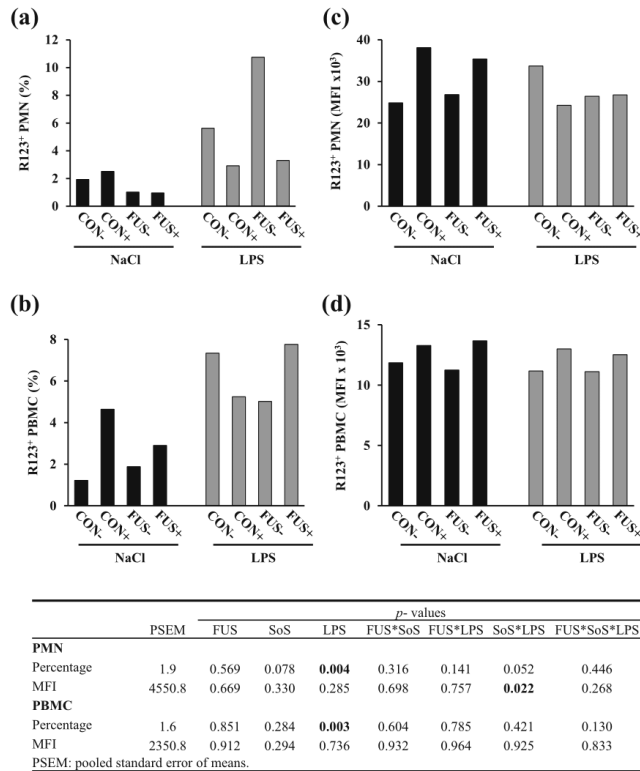 (a)
R123+ PMN (%)
12
10
8
6
4
2
0
CON- CON+ FUS- FUS+ CON- CON+ FUS- FUS+
NaCl LPS
(c)
R123+ PMN (MFI x10³)
40
30
20
10
0
CON- CON+ FUS- FUS+ CON- CON+ FUS- FUS+
NaCl LPS
(b)
R123+ PBMC (%)
8
6
4
2
0
CON- CON+ FUS- FUS+ CON- CON+ FUS- FUS+
NaCl LPS
(d)
R123+ PBMC (MFI x 10³)
15
10
5
0
CON- CON+ FUS- FUS+ CON- CON+ FUS- FUS+
NaCl LPS
p- values
PSEM FUS SoS LPS FUS*SoS FUS*LPS SoS*LPS FUS*SoS*LPS
PMN
Percentage 1.9 0.569 0.078 0.004 0.316 0.141 0.052 0.446
MFI 4550.8 0.669 0.330 0.285 0.698 0.757 0.022 0.268
PBMC
Percentage 1.6 0.851 0.284 0.003 0.604 0.785 0.421 0.130
MFI 2350.8 0.912 0.294 0.736 0.932 0.964 0.925 0.833
PSEM: pooled standard error of means.